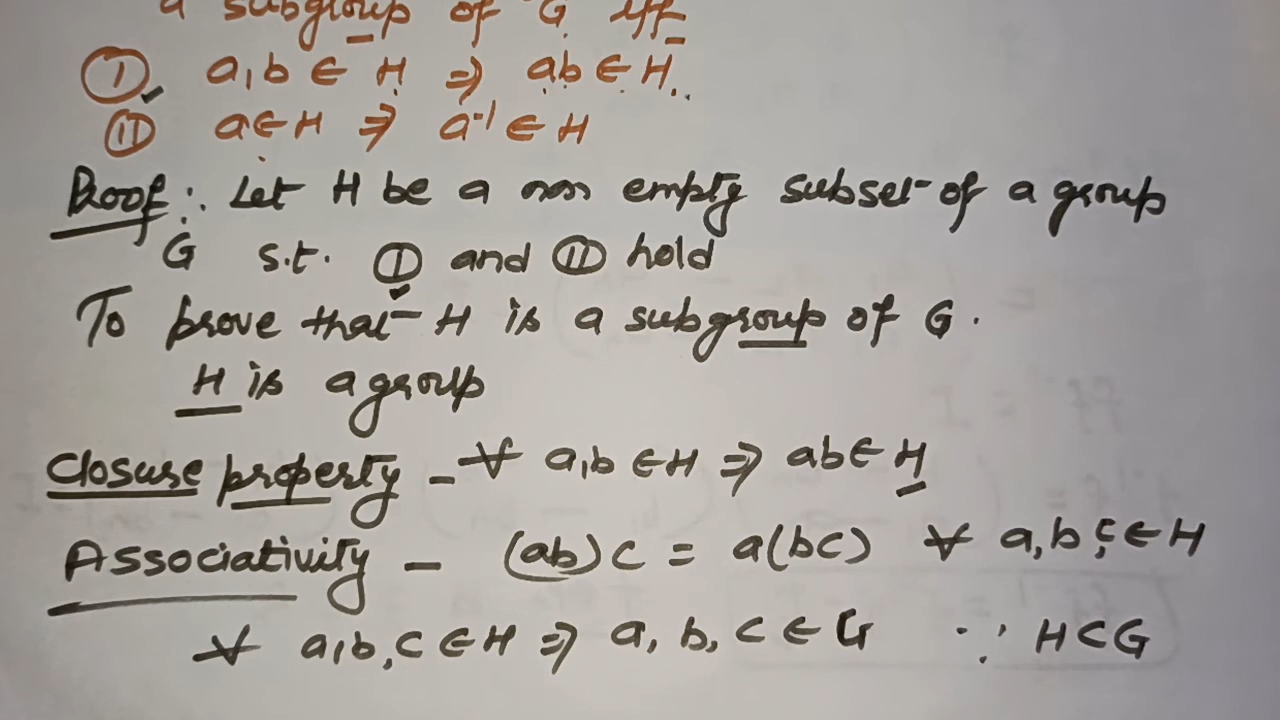 a subgroup of G iff
(I) a,b ∈ H ⇒ ab ∈ H.
(II) a ∈ H ⇒ a⁻¹ ∈ H
Proof: Let H be a non empty subset of a group
G s.t. (I) and (II) hold
To prove that H is a subgroup of G.
H is a group
Closure property - ∀ a,b ∈ H ⇒ ab ∈ H
Associativity - (ab)c = a(bc) ∀ a,b,c ∈ H
∀ a,b,c ∈ H ⇒ a, b, c ∈ G ∵ H⊂G